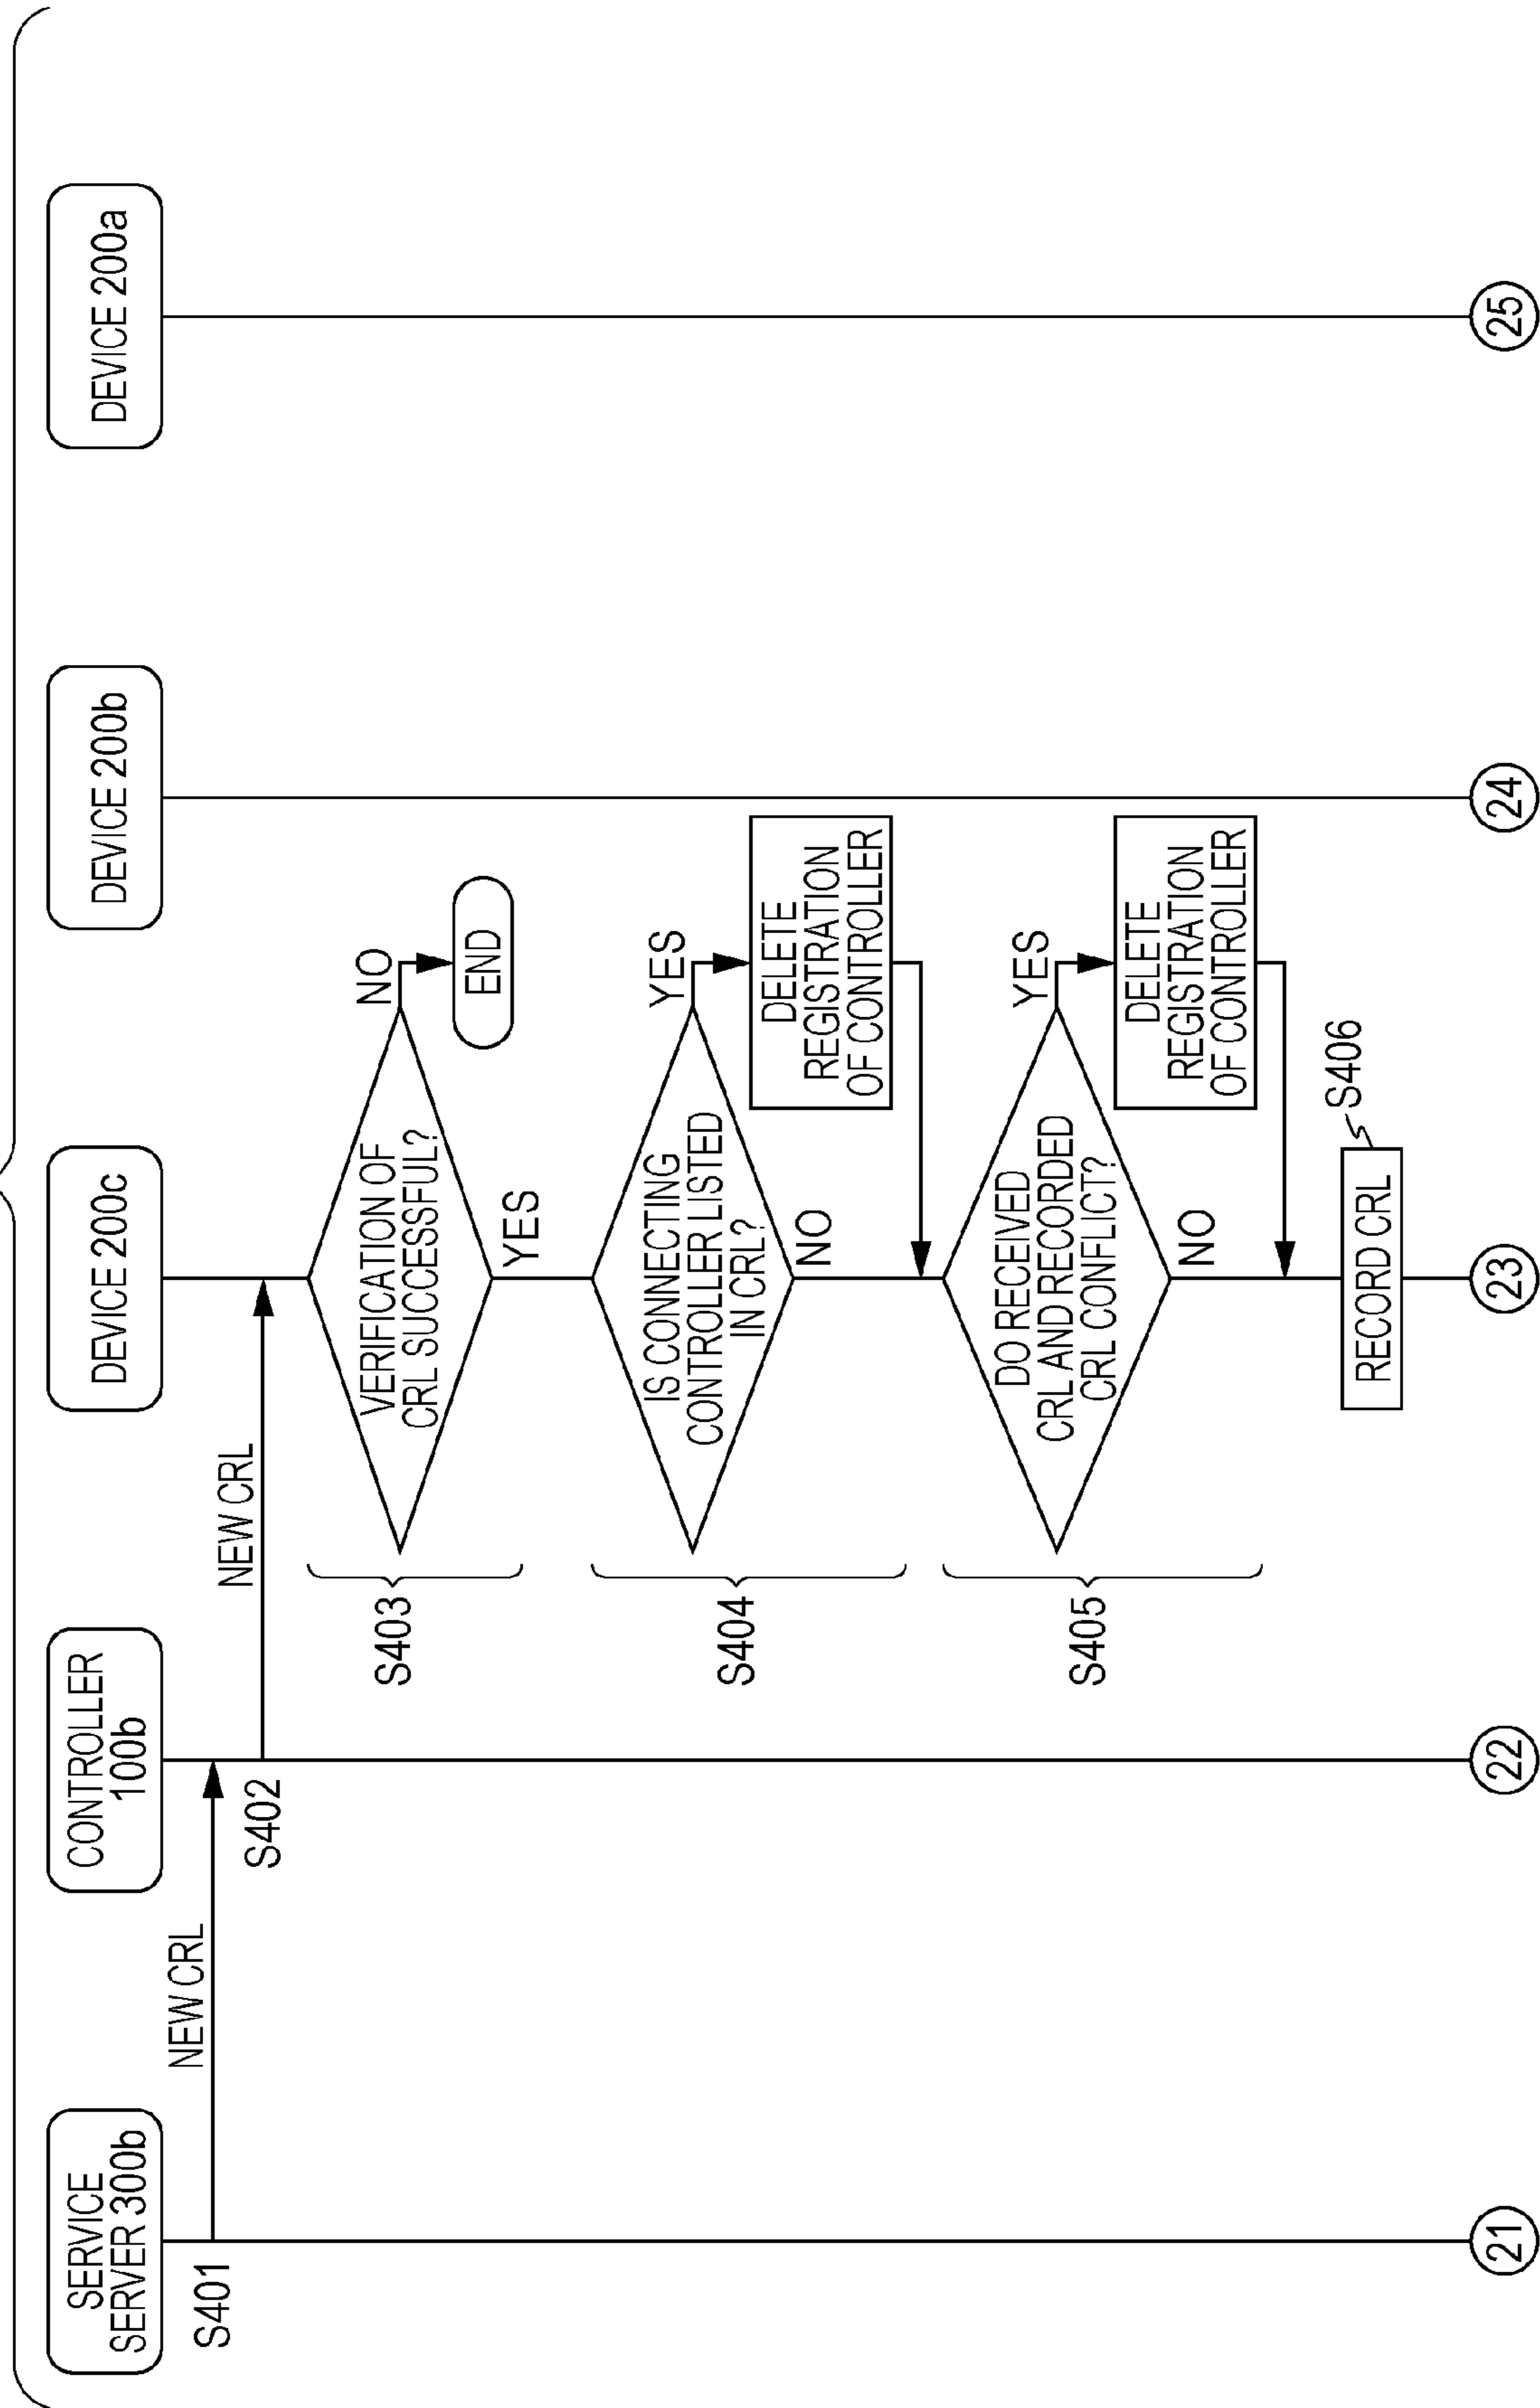 SERVICE
SERVER 300b
CONTROLLER
100b
DEVICE 200c
DEVICE 200b
DEVICE 200a
S401
NEW CRL
S402
NEW CRL
S403
VERIFICATION OF
CRL SUCCESSFUL?
NO
END
YES
S404
IS CONNECTING
CONTROLLER LISTED
IN CRL?
YES
DELETE
REGISTRATION
OF CONTROLLER
NO
S405
DO RECEIVED
CRL AND RECORDED
CRL CONFLICT?
YES
DELETE
REGISTRATION
OF CONTROLLER
NO
S406
RECORD CRL
21
22
23
24
25